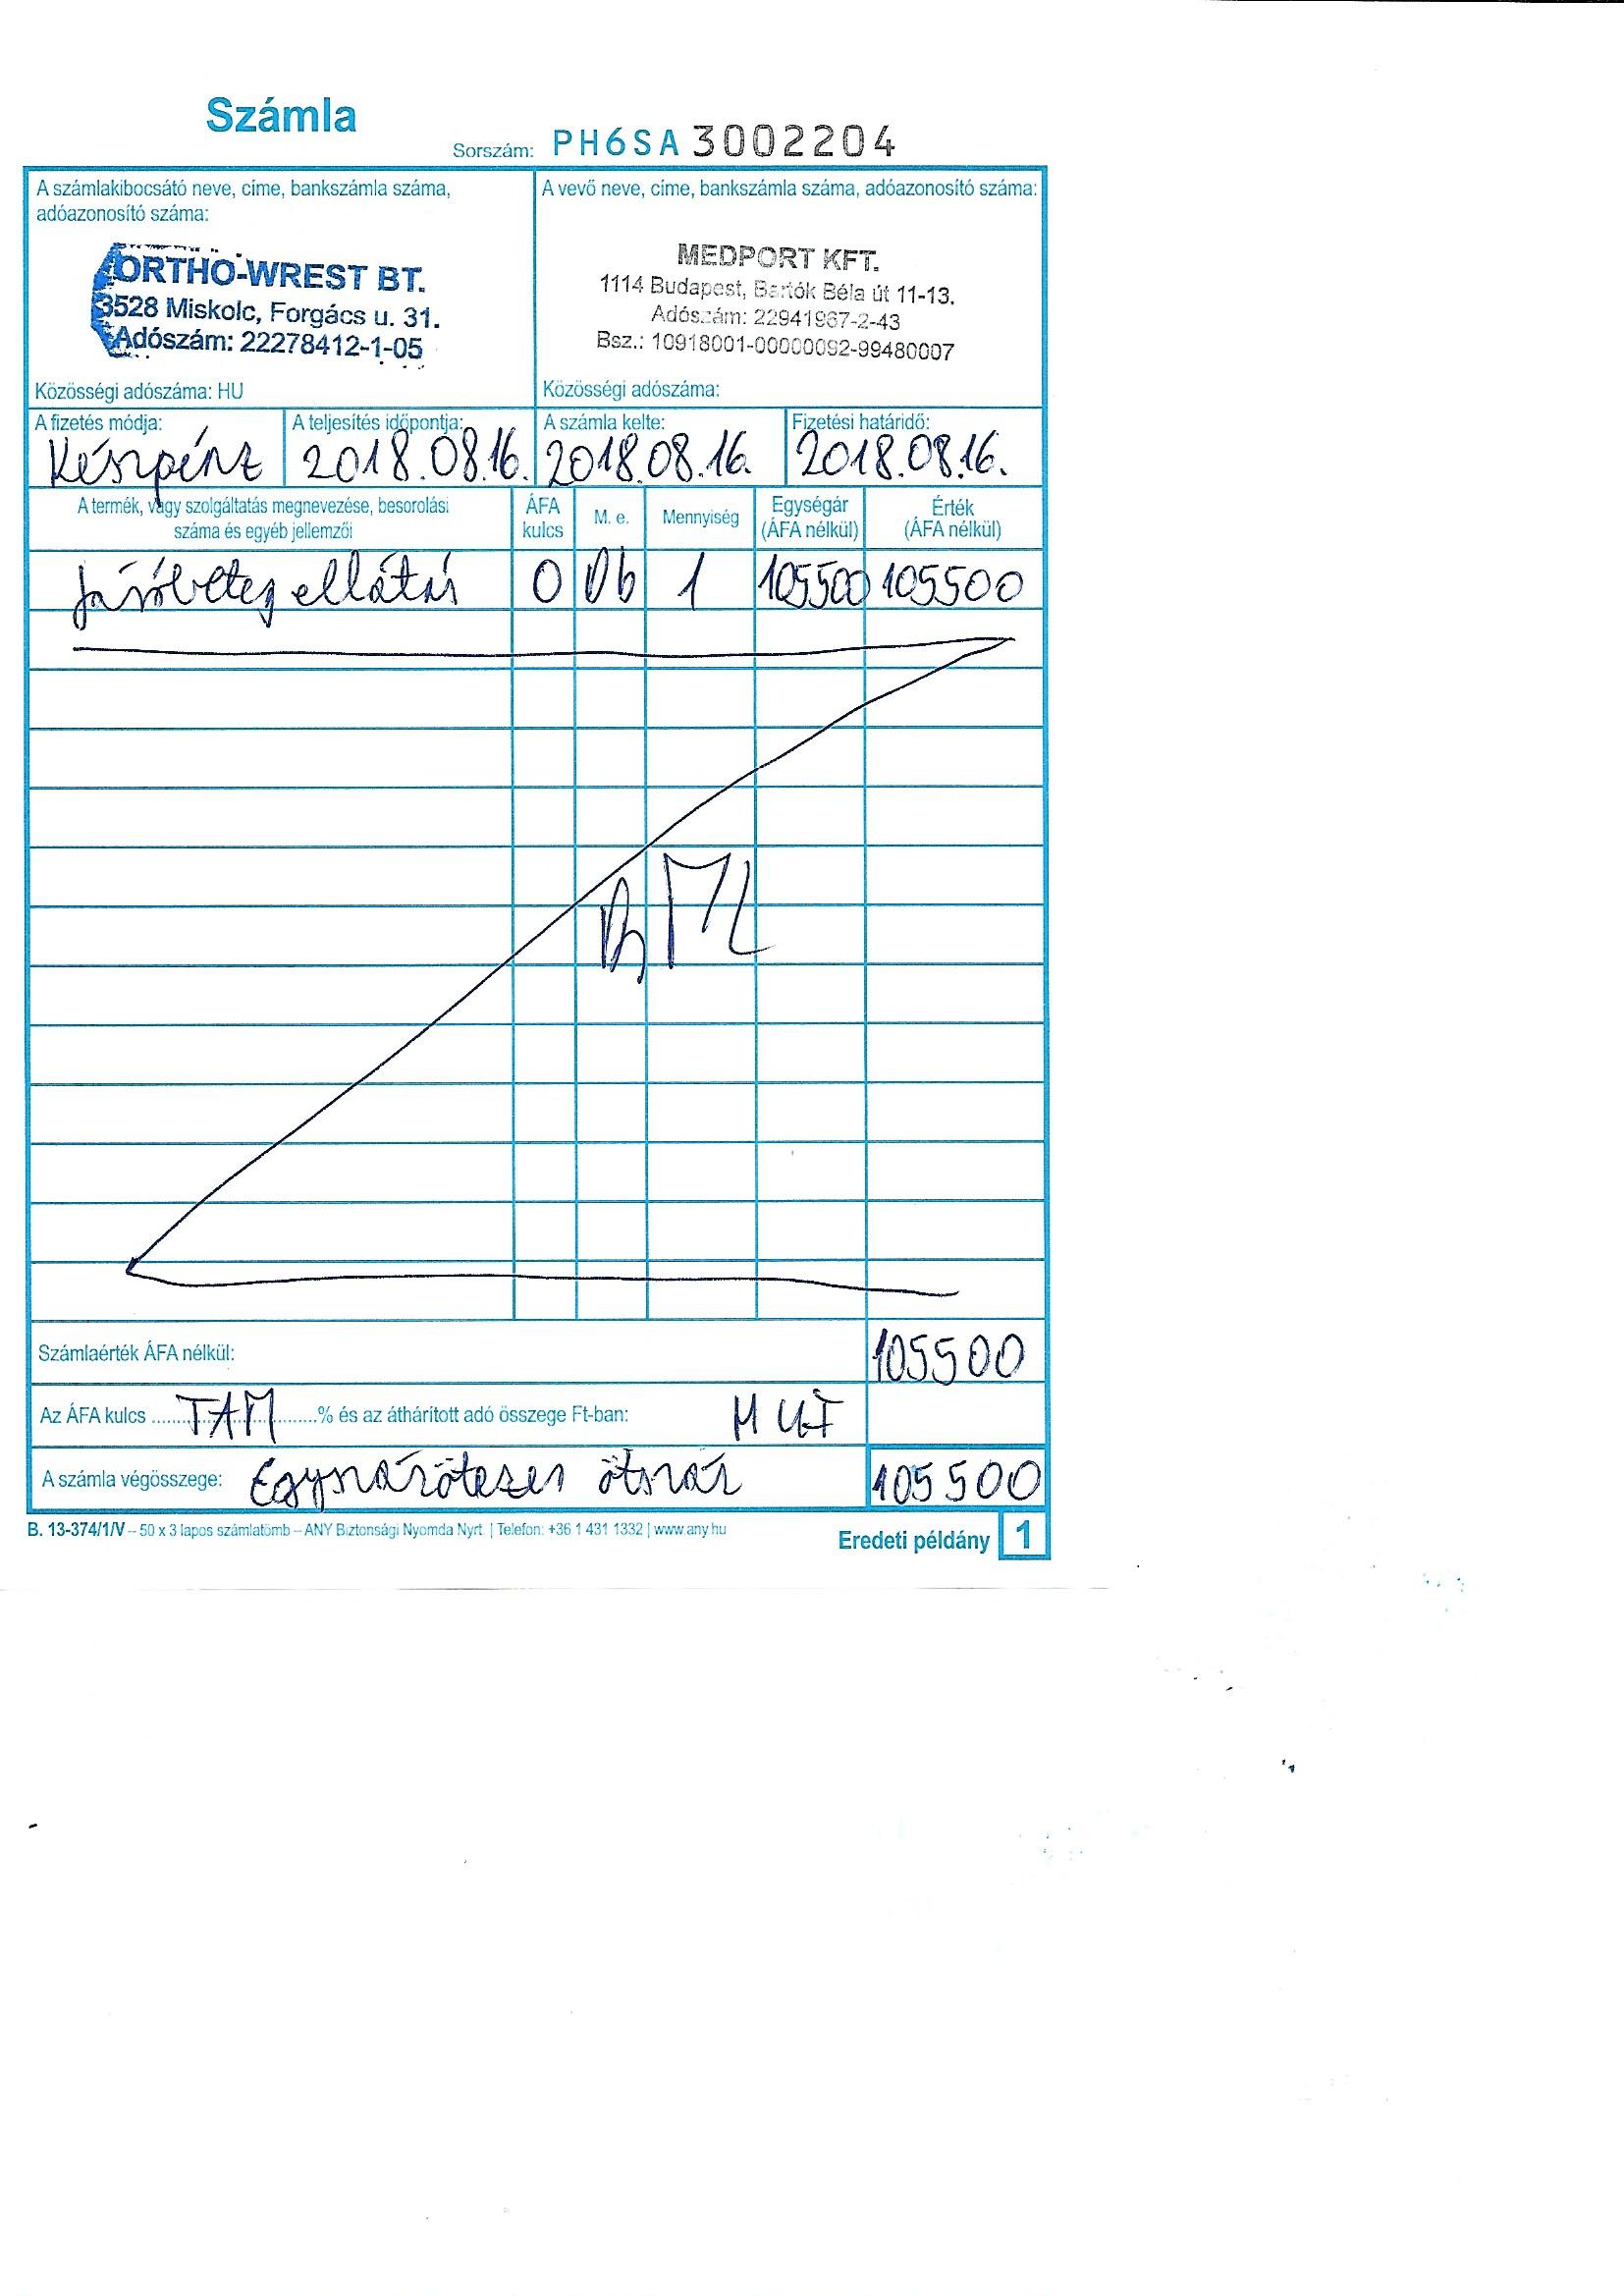 Számla
Sorszám: PH6SA 3002204
A számlakibocsátó neve, címe, bankszámla száma,
adóazonosító száma:
ORTHO-WREST BT.
3528 Miskolc, Forgács u. 31.
Adószám: 22278412-1-05
Közösségi adószáma: HU
A vevő neve, címe, bankszámla száma, adóazonosító száma:
MEDPORT KFT.
1114 Budapest, Bartók Béla út 11-13.
Adószám: 22941967-2-43
Bsz.: 10918001-00000092-99480007
Közösségi adószáma:
A fizetés módja: A teljesítés időpontja: A számla kelte: Fizetési határidő:
Készpénz 2018.08.16. 2018.08.16. 2018.08.16.
A termék, vagy szolgáltatás megnevezése, besorolási
száma és egyéb jellemzői
ÁFA
kulcs
M. e.
Mennyiség
Egységár
(ÁFA nélkül)
Érték
(ÁFA nélkül)
Járóbeteg ellátás 0 Db 1 105500 105500
Számlaérték ÁFA nélkül: 105500
Az ÁFA kulcs ........TAM........% és az áthárított adó összege Ft-ban:
A számla végösszege: Egyszázötezer ötszáz 105500
B. 13-374/1/V – 50 x 3 lapos számlatömb – ANY Biztonsági Nyomda Nyrt. | Telefon: +36 1 431 1332 | www.any.hu
Eredeti példány 1